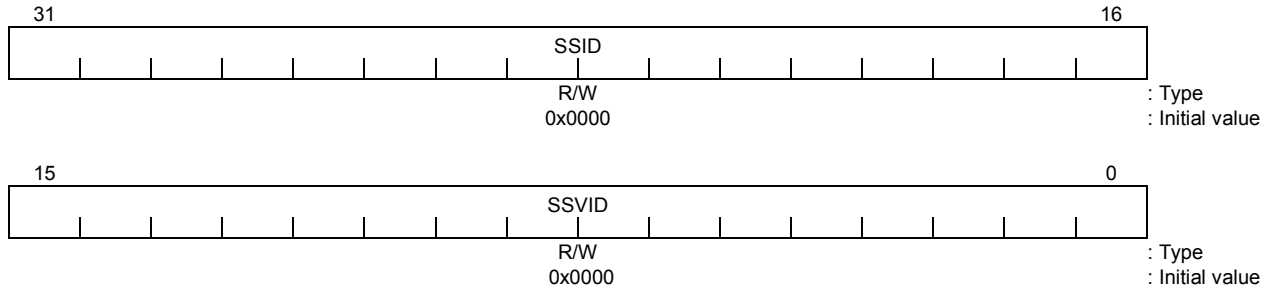 31 16
SSID
R/W : Type
0x0000 : Initial value
15 0
SSVID
R/W : Type
0x0000 : Initial value